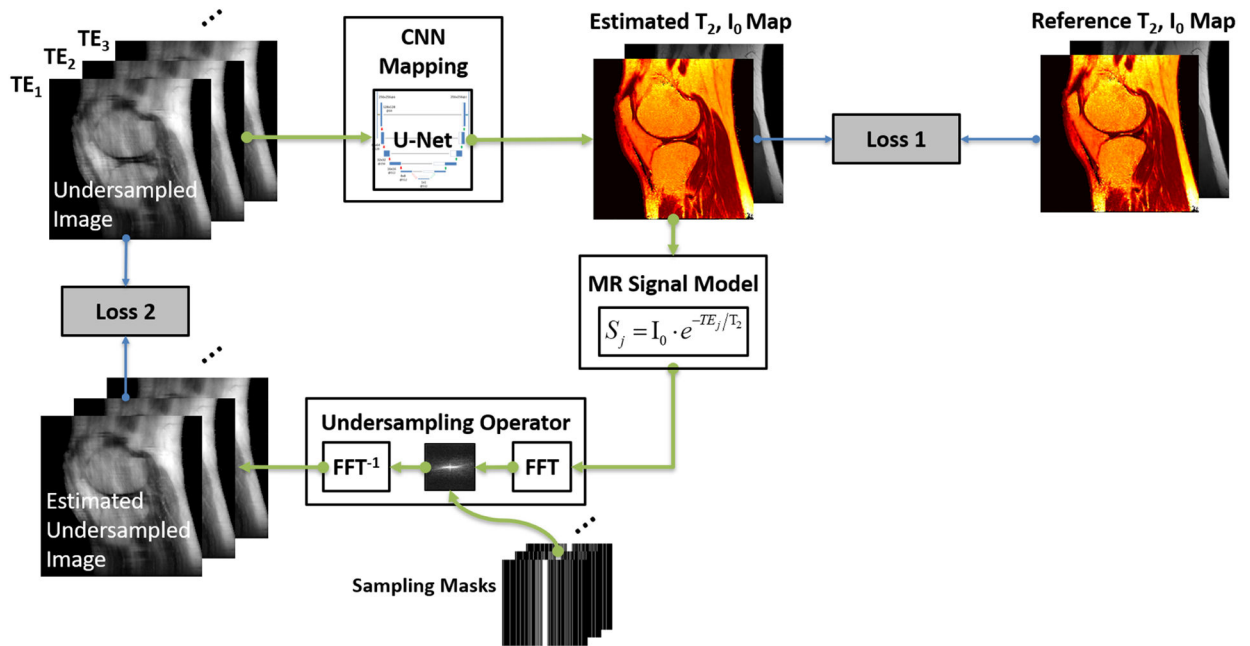 TE₁
TE₂
TE₃
Undersampled
Image
CNN
Mapping
U-Net
Estimated T₂, I₀ Map
Loss 1
Reference T₂, I₀ Map
Loss 2
MR Signal Model
Sⱼ = I₀ · e^(−TEⱼ/T₂)
Undersampling Operator
FFT⁻¹
FFT
Estimated
Undersampled
Image
Sampling Masks